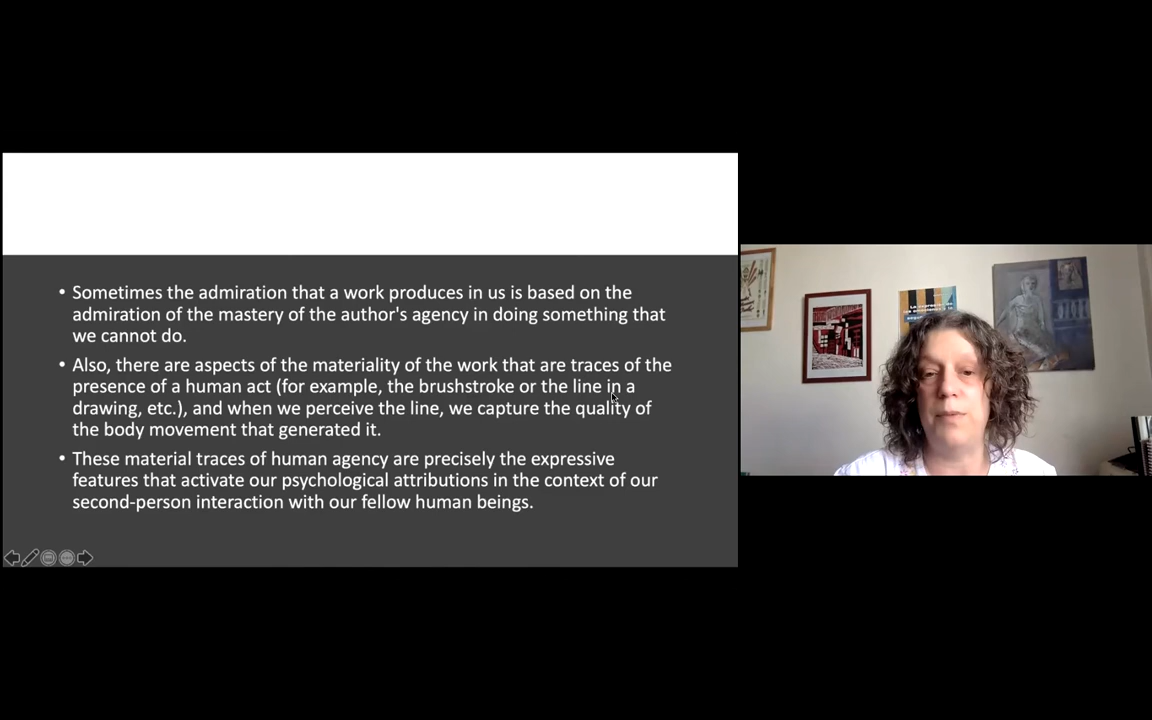 • Sometimes the admiration that a work produces in us is based on the
admiration of the mastery of the author's agency in doing something that
we cannot do.
• Also, there are aspects of the materiality of the work that are traces of the
presence of a human act (for example, the brushstroke or the line in a
drawing, etc.), and when we perceive the line, we capture the quality of
the body movement that generated it.
• These material traces of human agency are precisely the expressive
features that activate our psychological attributions in the context of our
second-person interaction with our fellow human beings.